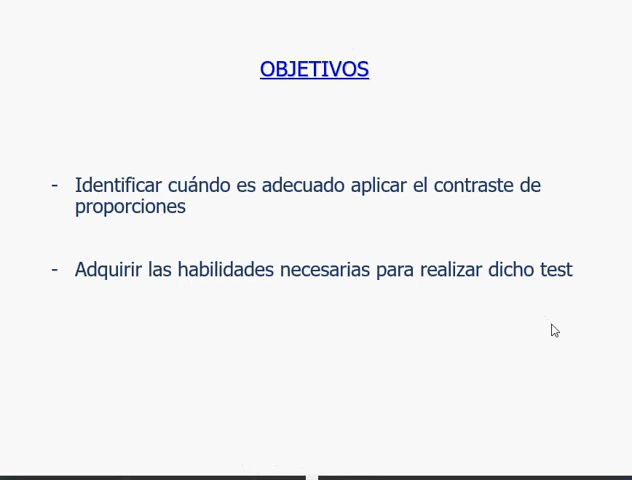 OBJETIVOS
- Identificar cuándo es adecuado aplicar el contraste de
proporciones
- Adquirir las habilidades necesarias para realizar dicho test